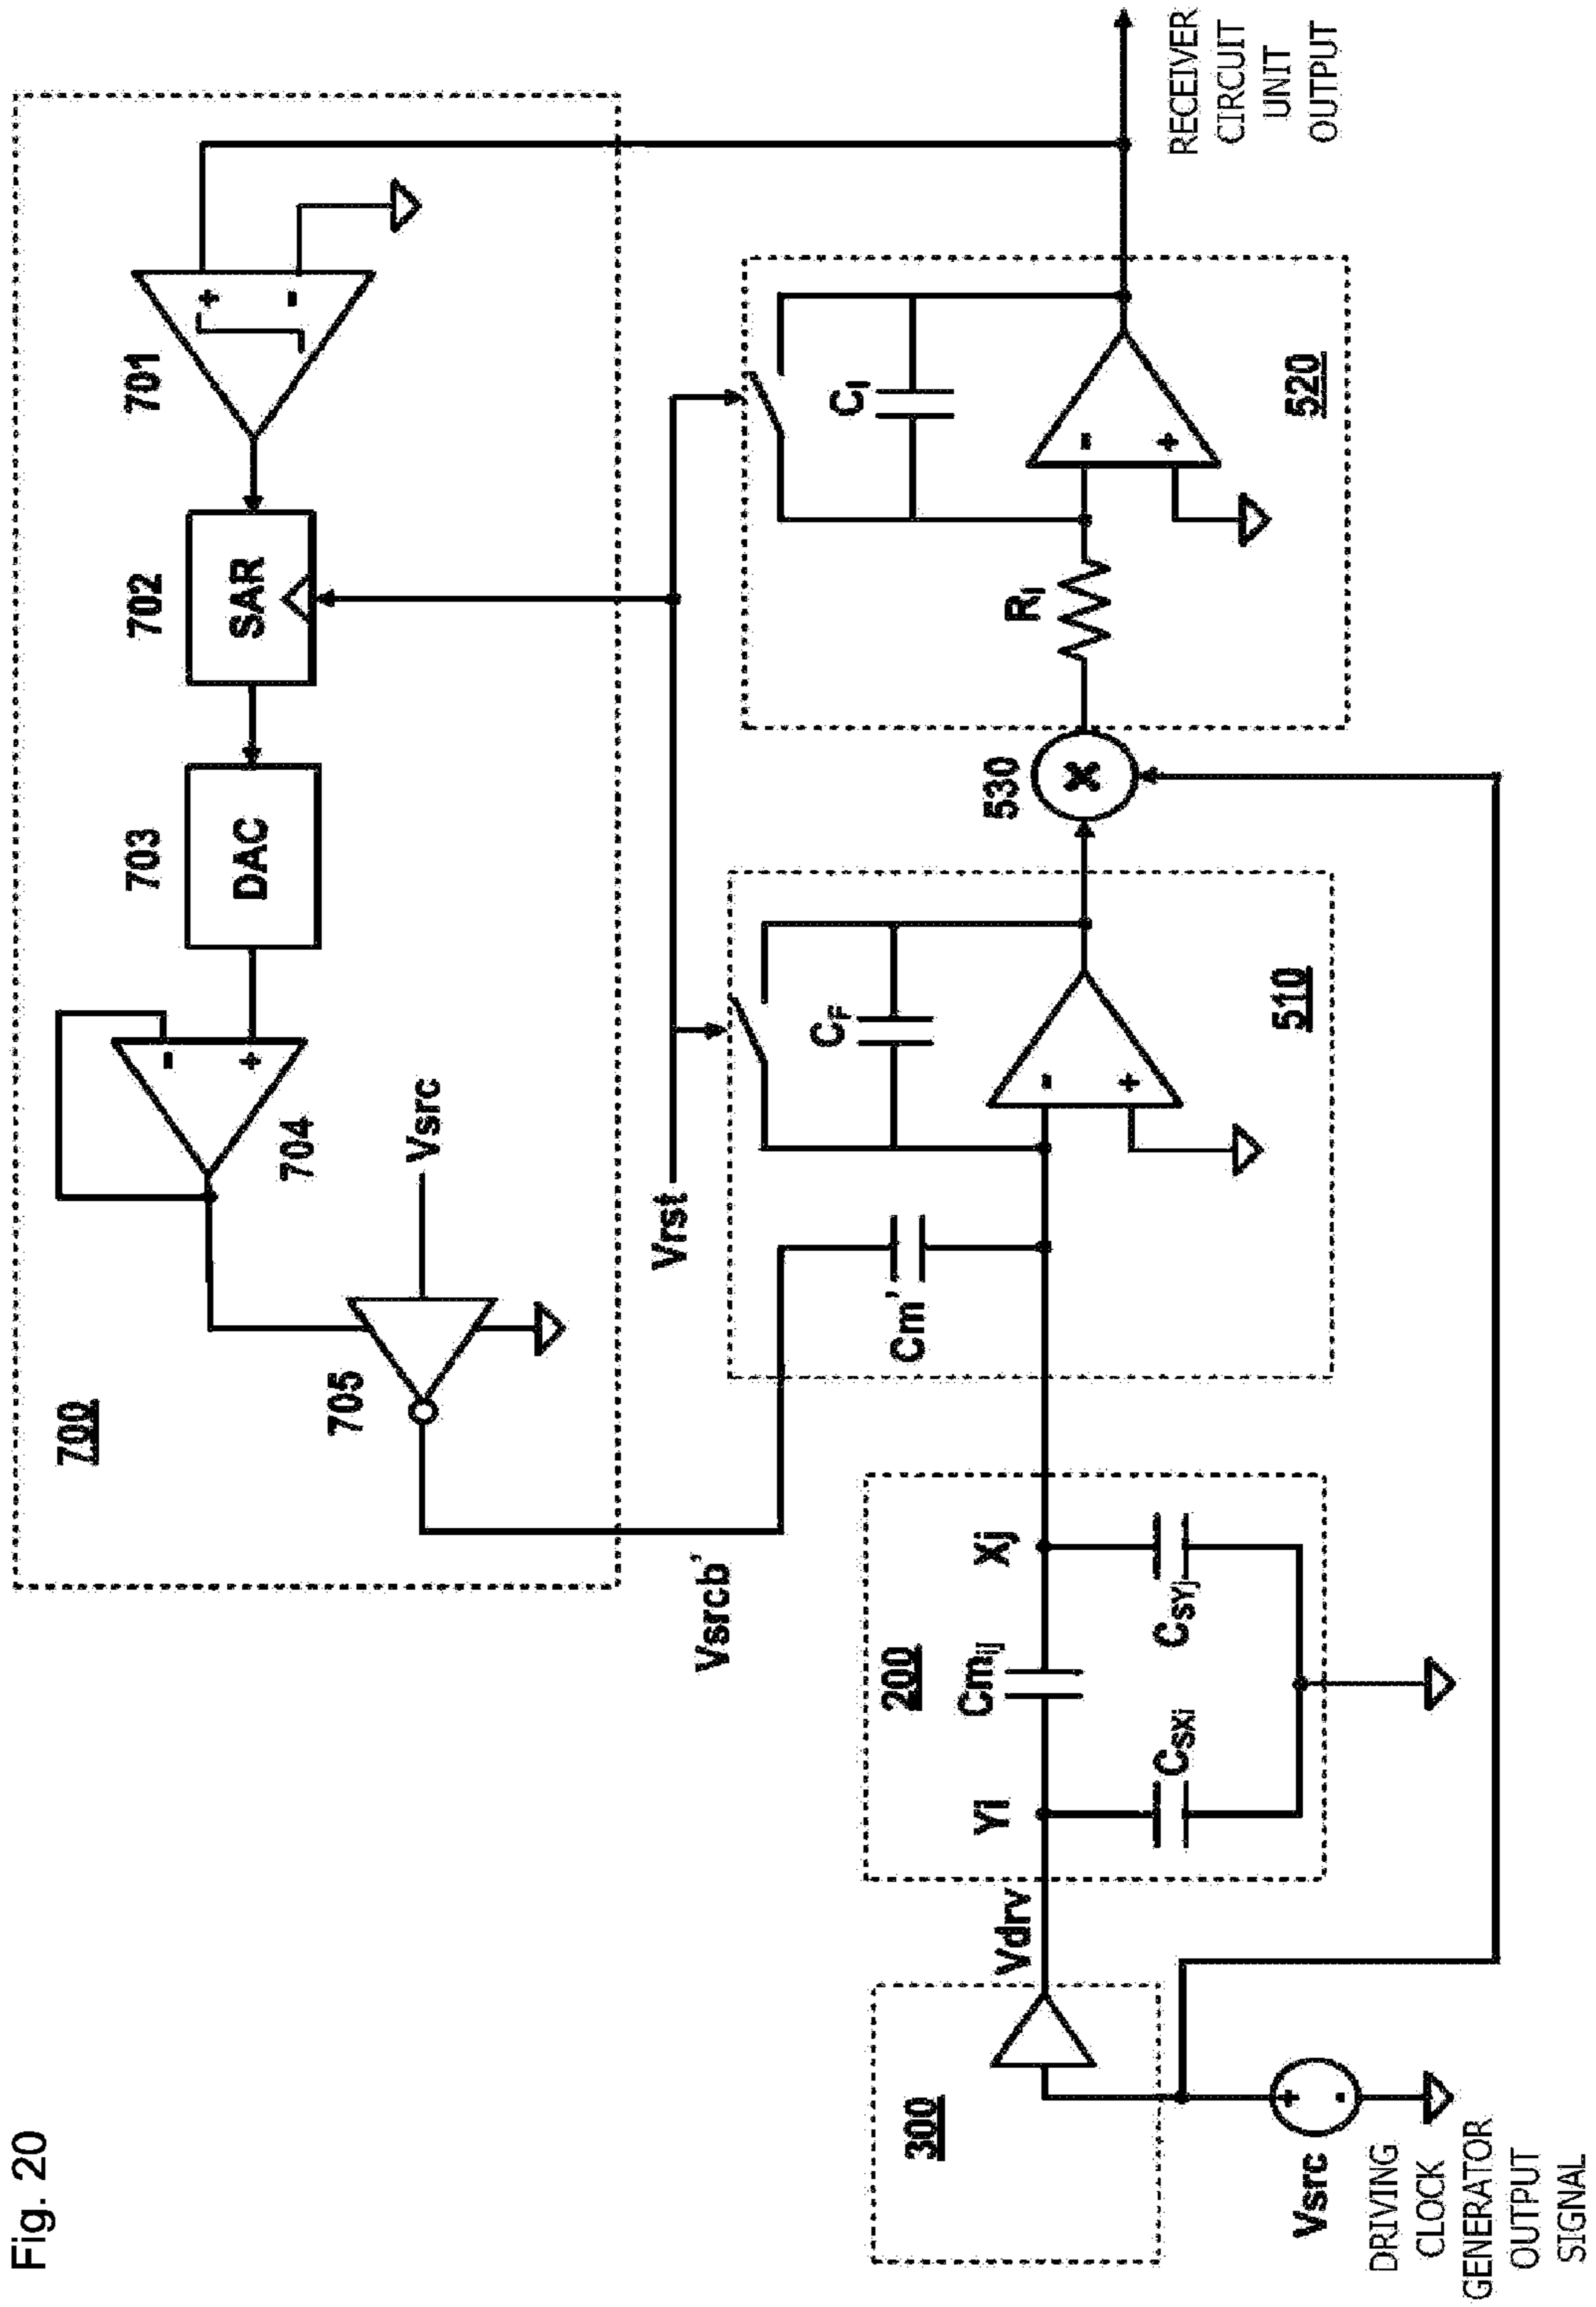 Fig. 20
700
701
+
-
702
SAR
703
DAC
-
+
704
705
Vsrc
Vsrcb'
Vrst
300
Vdrv
200
Yi
Cmij
Xj
CSXi
CSYj
Cm'
CF
-
+
510
530
X
RI
CI
-
+
520
Vsrc
+
-
DRIVING
CLOCK
GENERATOR
OUTPUT
SIGNAL
RECEIVER
CIRCUIT
UNIT
OUTPUT